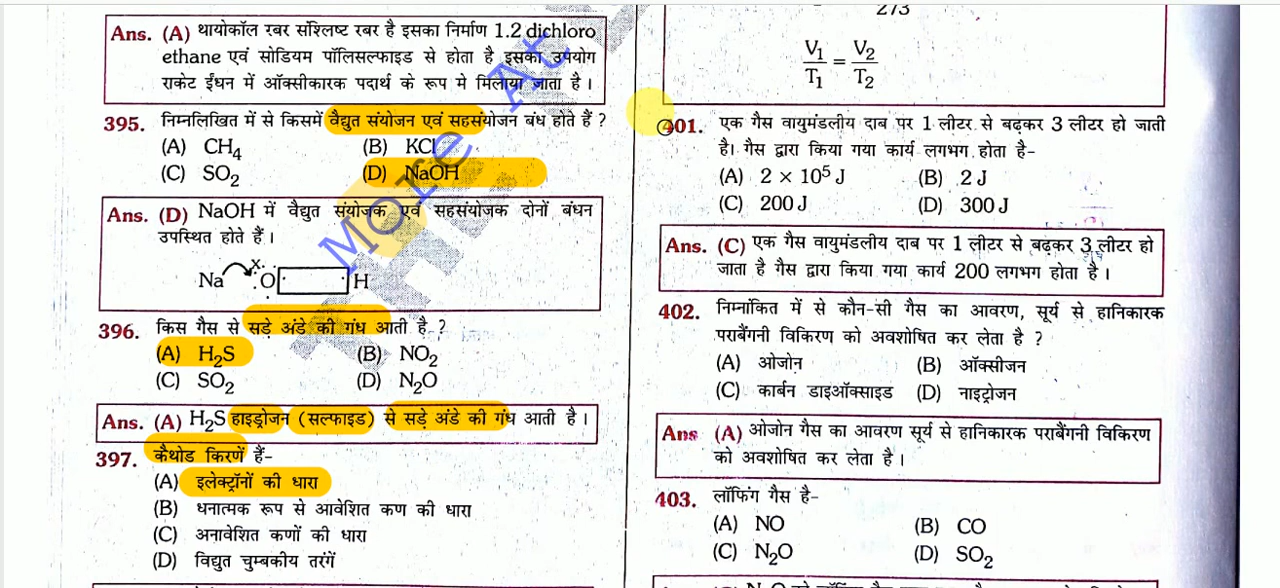 Ans. (A) थायोकॉल रबर संश्लिष्ट रबर है इसका निर्माण 1.2 dichloro
ethane एवं सोडियम पॉलिसल्फाइड से होता है इसका उपयोग
राकेट ईंधन में ऑक्सीकारक पदार्थ के रूप मे मिलाया जाता है।
395. निम्नलिखित में से किसमें वैद्युत संयोजन एवं सहसंयोजन बंध होते हैं ?
(A) CH₄ (B) KCl
(C) SO₂ (D) NaOH
Ans. (D) NaOH में वैद्युत संयोजक एवं सहसंयोजक दोनों बंधन
उपस्थित होते हैं।
Na x O H
396. किस गैस से सड़े अंडे की गंध आती है ?
(A) H₂S (B) NO₂
(C) SO₂ (D) N₂O
Ans. (A) H₂S हाइड्रोजन (सल्फाइड) से सड़े अंडे की गंध आती है।
397. कैथोड किरणें हैं-
(A) इलेक्ट्रॉनों की धारा
(B) धनात्मक रूप से आवेशित कण की धारा
(C) अनावेशित कणों की धारा
(D) विद्युत चुम्बकीय तरंगें
More At
273
V₁/T₁ = V₂/T₂
401. एक गैस वायुमंडलीय दाब पर 1 लीटर से बढ़कर 3 लीटर हो जाती
है। गैस द्वारा किया गया कार्य लगभग होता है-
(A) 2 × 10⁵ J (B) 2 J
(C) 200 J (D) 300 J
Ans. (C) एक गैस वायुमंडलीय दाब पर 1 लीटर से बढ़कर 3 लीटर हो
जाता है गैस द्वारा किया गया कार्य 200 लगभग होता है।
402. निम्नांकित में से कौन-सी गैस का आवरण, सूर्य से हानिकारक
पराबैंगनी विकिरण को अवशोषित कर लेता है ?
(A) ओजोन (B) ऑक्सीजन
(C) कार्बन डाइऑक्साइड (D) नाइट्रोजन
Ans (A) ओजोन गैस का आवरण सूर्य से हानिकारक पराबैंगनी विकिरण
को अवशोषित कर लेता है।
403. लॉफिंग गैस है-
(A) NO (B) CO
(C) N₂O (D) SO₂